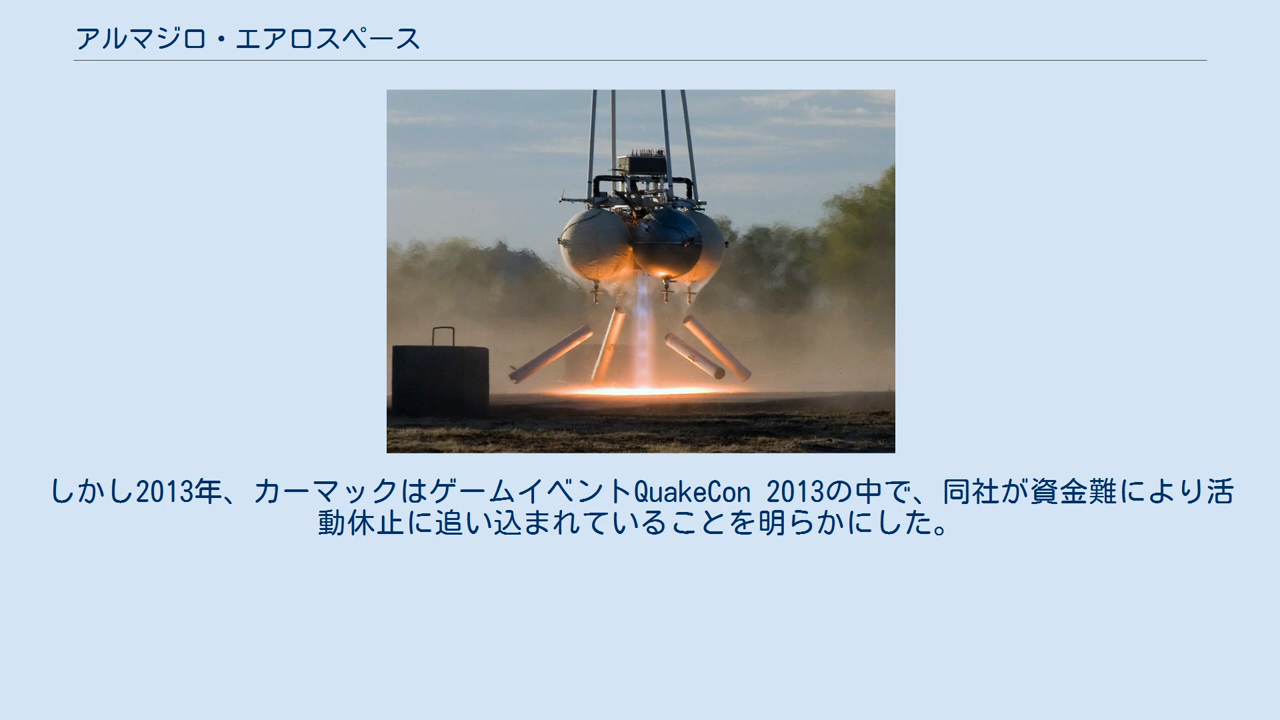 アルマジロ・エアロスペース
しかし2013年、カーマックはゲームイベントQuakeCon 2013の中で、同社が資金難により活
動休止に追い込まれていることを明らかにした。